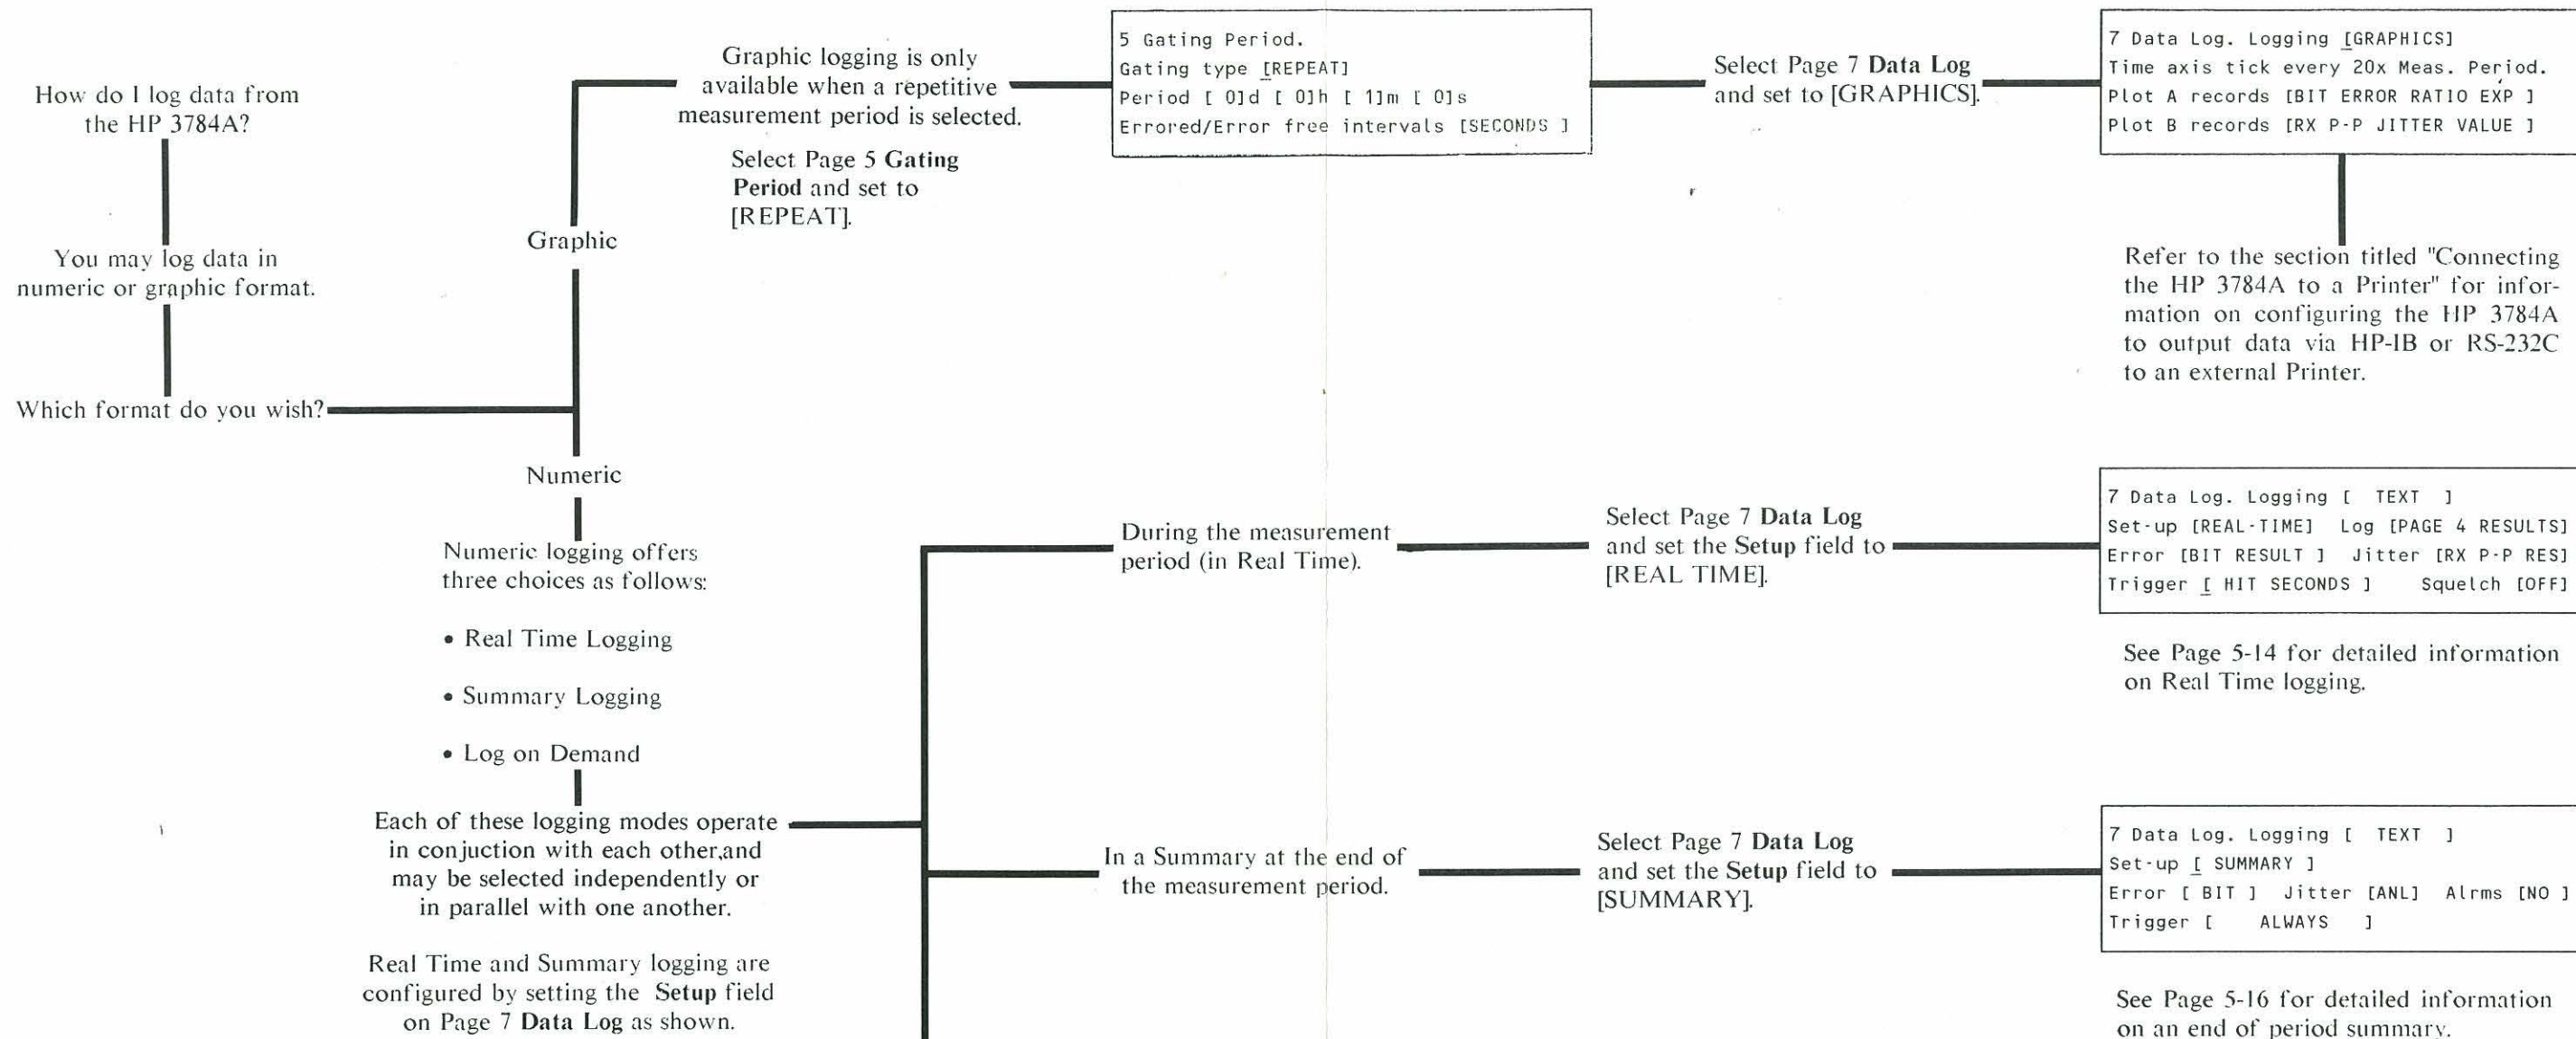 How do I log data from
the HP 3784A?
You may log data in
numeric or graphic format.
Which format do you wish?
Graphic
Graphic logging is only
available when a repetitive
measurement period is selected.
Select Page 5 Gating
Period and set to
[REPEAT].
5 Gating Period.
Gating type [REPEAT]
Period [ 0]d [ 0]h [ 1]m [ 0]s
Errored/Error free intervals [SECONDS ]
Select Page 7 Data Log
and set to [GRAPHICS].
7 Data Log. Logging [GRAPHICS]
Time axis tick every 20x Meas. Period.
Plot A records [BIT ERROR RATIO EXP ]
Plot B records [RX P-P JITTER VALUE ]
Refer to the section titled "Connecting
the HP 3784A to a Printer" for infor-
mation on configuring the HP 3784A
to output data via HP-IB or RS-232C
to an external Printer.
Numeric
Numeric logging offers
three choices as follows:
• Real Time Logging
• Summary Logging
• Log on Demand
Each of these logging modes operate
in conjuction with each other,and
may be selected independently or
in parallel with one another.
Real Time and Summary logging are
configured by setting the Setup field
on Page 7 Data Log as shown.
During the measurement
period (in Real Time).
Select Page 7 Data Log
and set the Setup field to
[REAL TIME].
7 Data Log. Logging [ TEXT ]
Set-up [REAL-TIME] Log [PAGE 4 RESULTS]
Error [BIT RESULT ] Jitter [RX P-P RES]
Trigger [ HIT SECONDS ] Squelch [OFF]
See Page 5-14 for detailed information
on Real Time logging.
In a Summary at the end of
the measurement period.
Select Page 7 Data Log
and set the Setup field to
[SUMMARY].
7 Data Log. Logging [ TEXT ]
Set-up [ SUMMARY ]
Error [ BIT ] Jitter [ANL] Alrms [NO ]
Trigger [ ALWAYS ]
See Page 5-16 for detailed information
on an end of period summary.